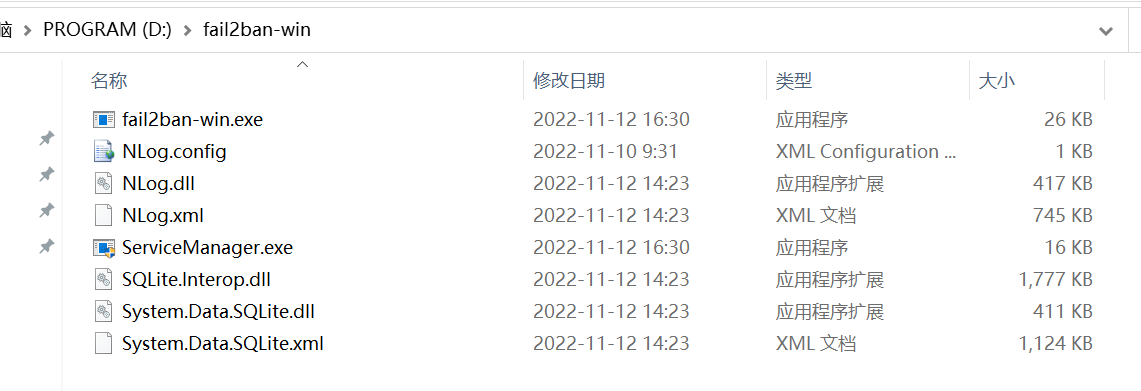 脑 > PROGRAM (D:) > fail2ban-win
名称 修改日期 类型 大小
fail2ban-win.exe 2022-11-12 16:30 应用程序 26 KB
NLog.config 2022-11-10 9:31 XML Configuration ... 1 KB
NLog.dll 2022-11-12 14:23 应用程序扩展 417 KB
NLog.xml 2022-11-12 14:23 XML 文档 745 KB
ServiceManager.exe 2022-11-12 16:30 应用程序 16 KB
SQLite.Interop.dll 2022-11-12 14:23 应用程序扩展 1,777 KB
System.Data.SQLite.dll 2022-11-12 14:23 应用程序扩展 411 KB
System.Data.SQLite.xml 2022-11-12 14:23 XML 文档 1,124 KB